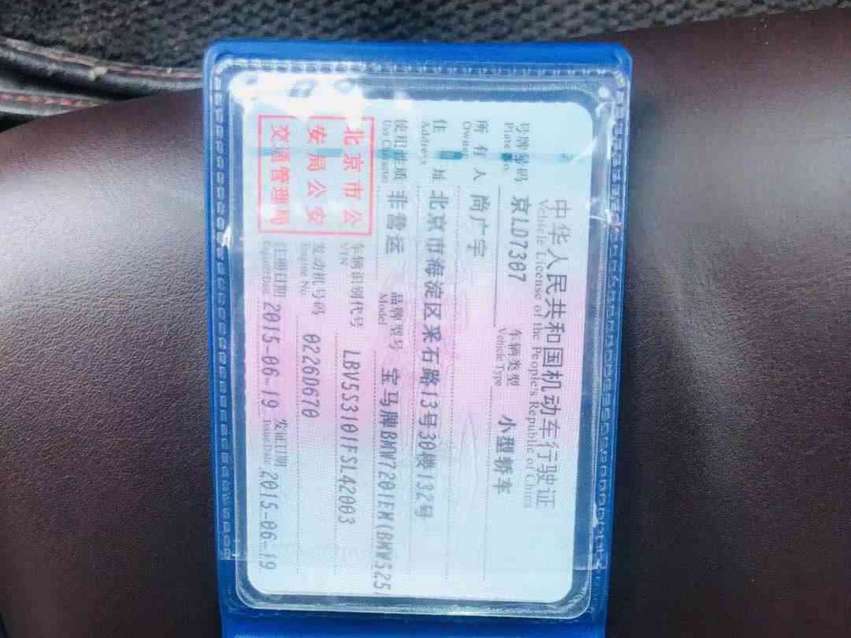 中华人民共和国机动车行驶证
Vehicle License of the People's Republic of China
号牌号码 京LD7307 车辆类型 小型轿车
Plate No. Vehicle Type
所有人 尚广宇
Owner
住址 北京市海淀区采石路13号30楼132号
Address
使用性质 非营运 品牌型号 宝马牌BMW7201EM(BMWS25
Use Character Model
北京市公
安局公安
交通管理局
车辆识别代号 LBV5S3101FSL42003
VIN
发动机号码 0226D670
Engine No.
注册日期 2015-06-19 发证日期 2015-06-19
Register Date Issue Date